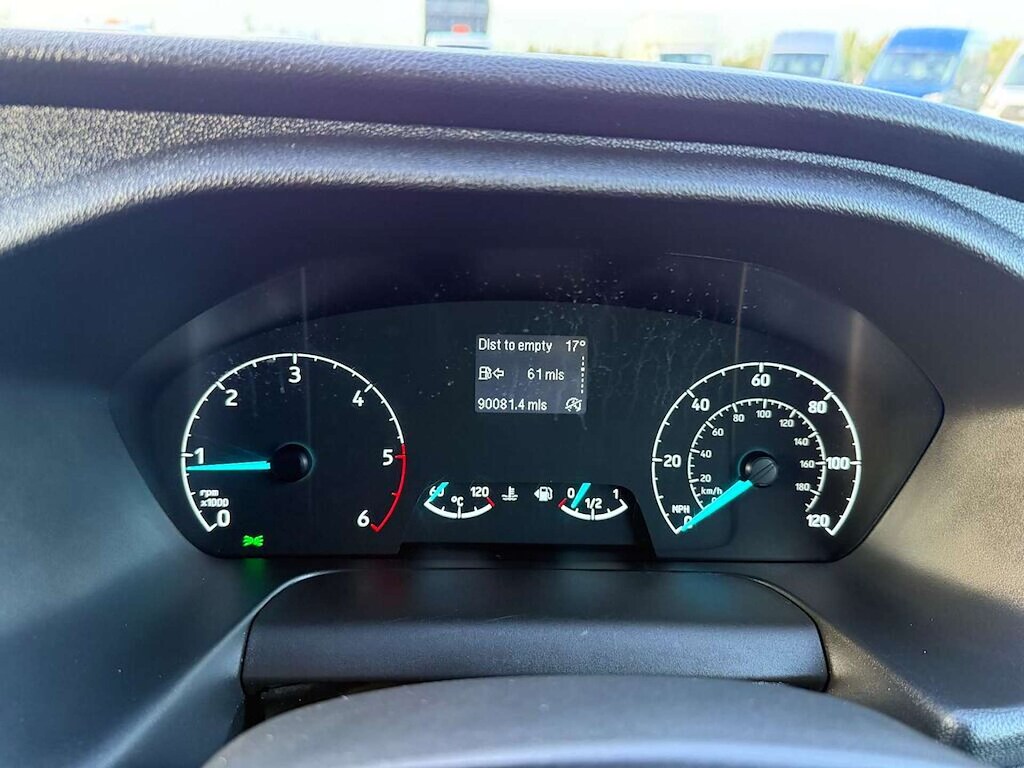 Dist to empty 17°
61 mls
90081.4 mls
0 1 2 3 4 5 6
rpm
x1000
60 °C 120
0 1/2 1
0 20 40 60 80 100 120
MPH
20 40 60 80 100 120 140 160 180
km/h